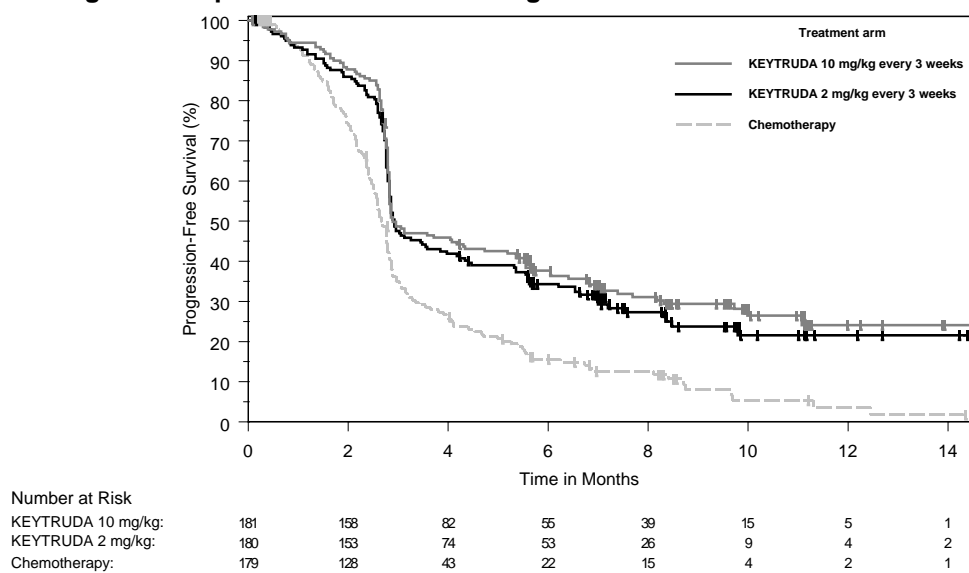 100
90
80
70
60
50
40
30
20
10
0
Progression-Free Survival (%)
Treatment arm
KEYTRUDA 10 mg/kg every 3 weeks
KEYTRUDA 2 mg/kg every 3 weeks
Chemotherapy
0 2 4 6 8 10 12 14
Time in Months
Number at Risk
KEYTRUDA 10 mg/kg: 181 158 82 55 39 15 5 1
KEYTRUDA 2 mg/kg: 180 153 74 53 26 9 4 2
Chemotherapy: 179 128 43 22 15 4 2 1